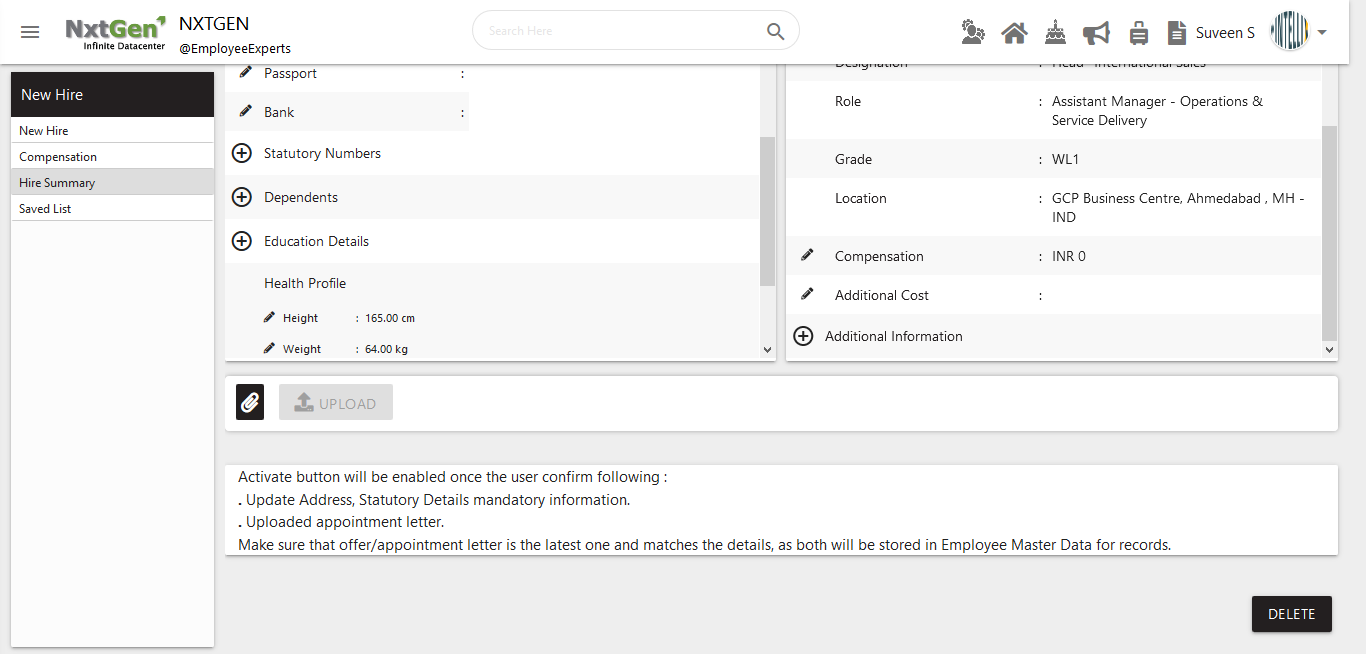 NxtGen
Infinite Datacenter
NXTGEN
@EmployeeExperts
Search Here
Suveen S
New Hire
New Hire
Compensation
Hire Summary
Saved List
Passport :
Bank :
Statutory Numbers
Dependents
Education Details
Health Profile
Height : 165.00 cm
Weight : 64.00 kg
Designation : Head - International Sales
Role : Assistant Manager - Operations &
Service Delivery
Grade : WL1
Location : GCP Business Centre, Ahmedabad , MH -
IND
Compensation : INR 0
Additional Cost :
Additional Information
UPLOAD
Activate button will be enabled once the user confirm following :
. Update Address, Statutory Details mandatory information.
. Uploaded appointment letter.
Make sure that offer/appointment letter is the latest one and matches the details, as both will be stored in Employee Master Data for records.
DELETE